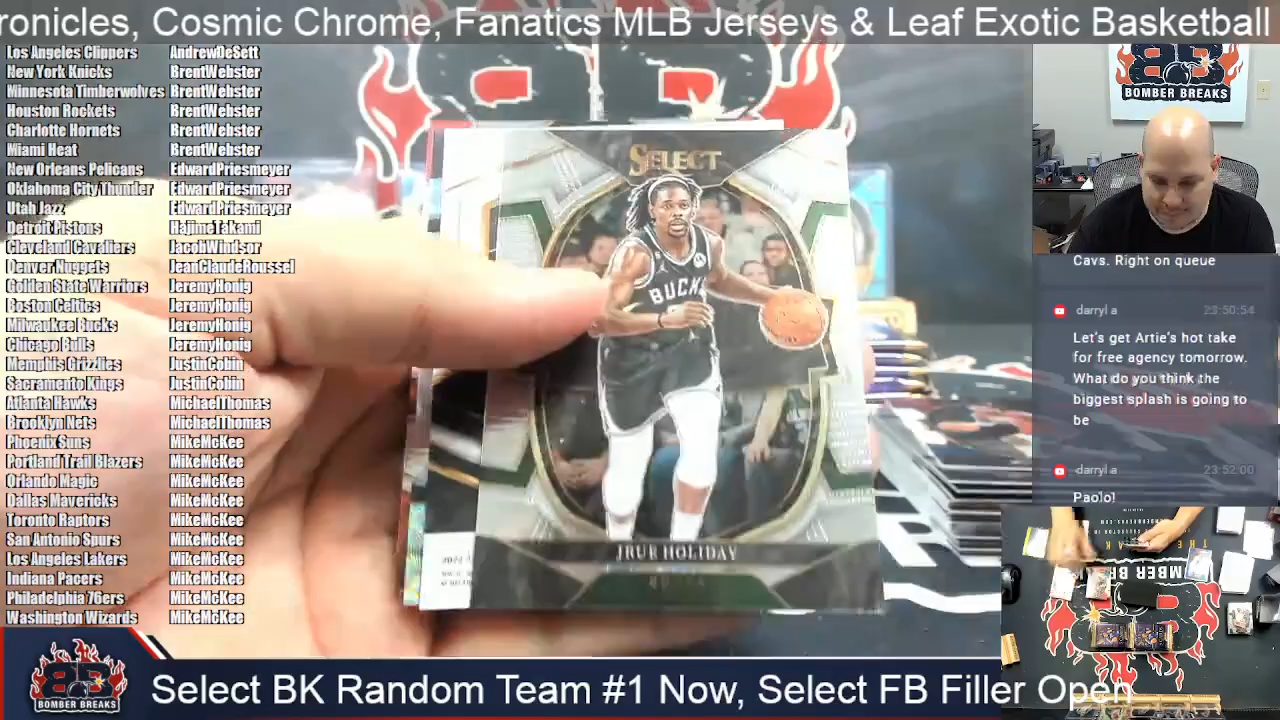 ronicles, Cosmic Chrome, Fanatics MLB Jerseys & Leaf Exotic Basketball
Los Angeles Clippers AndrewDeSett
New York Knicks BrentWebster
Minnesota Timberwolves BrentWebster
Houston Rockets BrentWebster
Charlotte Hornets BrentWebster
Miami Heat BrentWebster
New Orleans Pelicans EdwardPriesmeyer
Oklahoma City Thunder EdwardPriesmeyer
Utah Jazz EdwardPriesmeyer
Detroit Pistons HajimeTakami
Cleveland Cavaliers JacobWindsor
Denver Nuggets JeanClaudeRoussel
Golden State Warriors JeremyHonig
Boston Celtics JeremyHonig
Milwaukee Bucks JeremyHonig
Chicago Bulls JeremyHonig
Memphis Grizzlies JustinCobin
Sacramento Kings JustinCobin
Atlanta Hawks MichaelThomas
Brooklyn Nets MichaelThomas
Phoenix Suns MikeMcKee
Portland Trail Blazers MikeMcKee
Orlando Magic MikeMcKee
Dallas Mavericks MikeMcKee
Toronto Raptors MikeMcKee
San Antonio Spurs MikeMcKee
Los Angeles Lakers MikeMcKee
Indiana Pacers MikeMcKee
Philadelphia 76ers MikeMcKee
Washington Wizards MikeMcKee
SELECT
BUCKS
JRUE HOLIDAY
BOMBER BREAKS
Cavs. Right on queue
darryl a 23:50:54
Let's get Artie's hot take
for free agency tomorrow.
What do you think the
biggest splash is going to
be
darryl a 23:52:00
Paolo!
BOMBER BREAKS
Select BK Random Team #1 Now, Select FB Filler Open